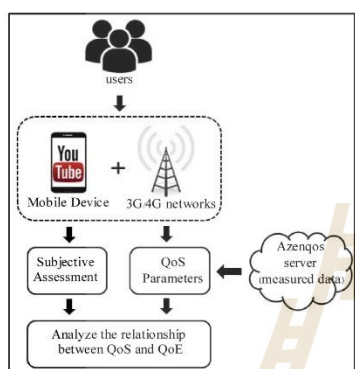 users
You
Tube
+
Mobile Device
3G/4G networks
Subjective
Assessment
QoS
Parameters
Azenqos
server
(measured data)
Analyze the relationship
between QoS and QoE